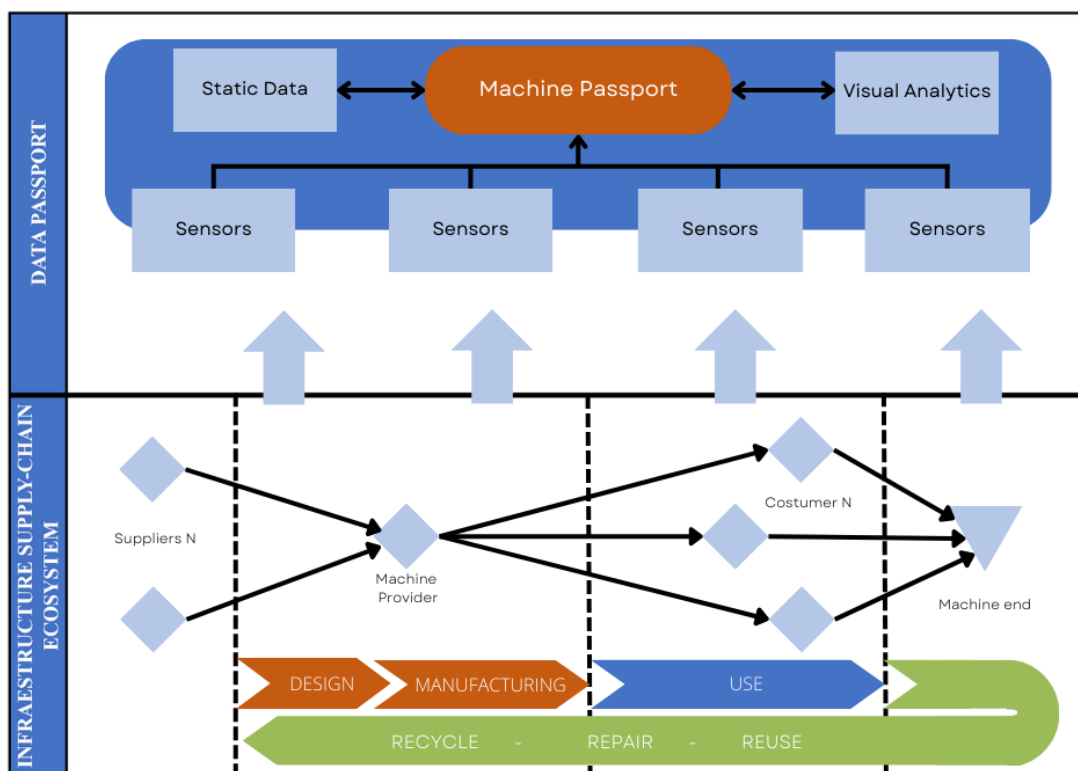 DATA PASSPORT
Static Data
Machine Passport
Visual Analytics
Sensors
Sensors
Sensors
Sensors
INFRAESTRUCTURE SUPPLY-CHAIN
ECOSYSTEM
Suppliers N
Machine
Provider
Costumer N
Machine end
DESIGN
MANUFACTURING
USE
RECYCLE - REPAIR - REUSE